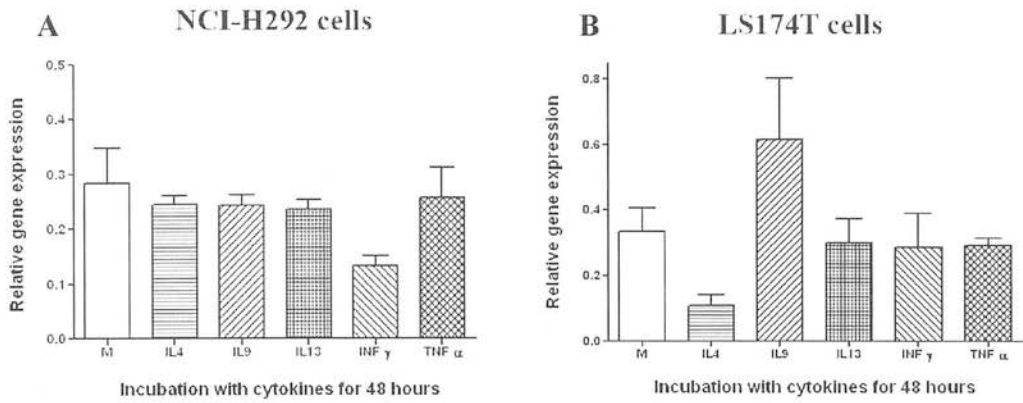 A
NCI-H292 cells
Relative gene expression
0.5
0.4
0.3
0.2
0.1
0.0
M IL4 IL9 IL13 INF γ TNF α
Incubation with cytokines for 48 hours
B
LS174T cells
Relative gene expression
0.8
0.6
0.4
0.2
0.0
M IL4 IL9 IL13 INF γ TNF α
Incubation with cytokines for 48 hours